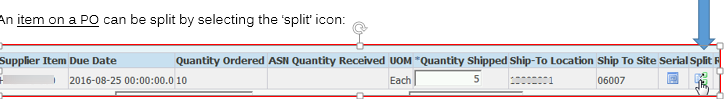 An item on a PO can be split by selecting the ‘split’ icon:
Supplier Item Due Date Quantity Ordered ASN Quantity Received UOM *Quantity Shipped Ship-To Location Ship To Site Serial Split R
2016-08-25 00:00:00.0 10 Each 5 06007